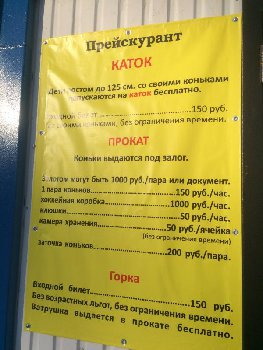 Прейскурант
КАТОК
Дети ростом до 125 см. со своими коньками
допускаются на каток бесплатно.
Входной билет ........ 150 руб.
со своими коньками, без ограничения времени.
ПРОКАТ
Коньки выдаются под залог.
Залогом могут быть 1000 руб./пара или документ.
1 пара коньков........150 руб./час.
хоккейная коробка........1000 руб./час.
клюшки........50 руб./час.
камера хранения........50 руб./ячейка
(без ограничения времени)
заточка коньков........200 руб./пара.
Горка
Входной билет........150 руб.
Без возрастных льгот, без ограничения времени.
Ватрушка выдается в прокате бесплатно.